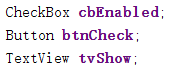 CheckBox cbEnabled;
Button btnCheck;
TextView tvShow;